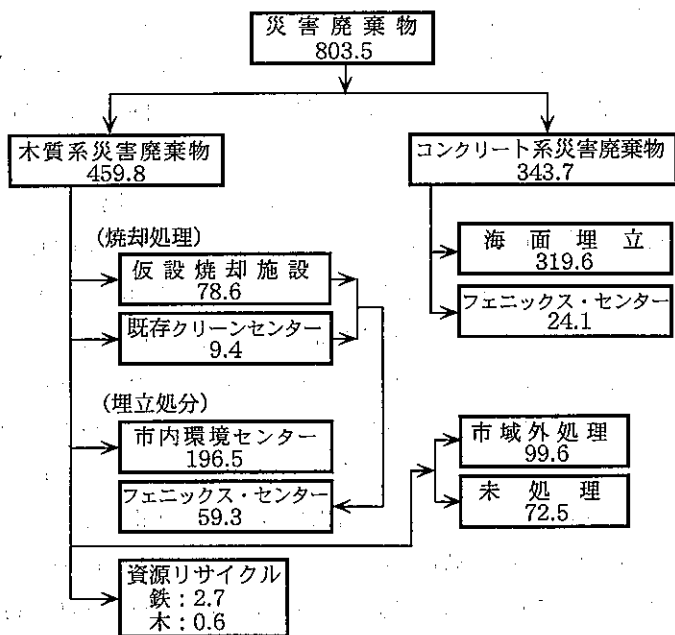 災害廃棄物
803.5
木質系災害廃棄物
459.8
コンクリート系災害廃棄物
343.7
(焼却処理)
仮設焼却施設
78.6
既存クリーンセンター
9.4
(埋立処分)
市内環境センター
196.5
フェニックス・センター
59.3
資源リサイクル
鉄：2.7
木：0.6
海面埋立
319.6
フェニックス・センター
24.1
市域外処理
99.6
未処理
72.5